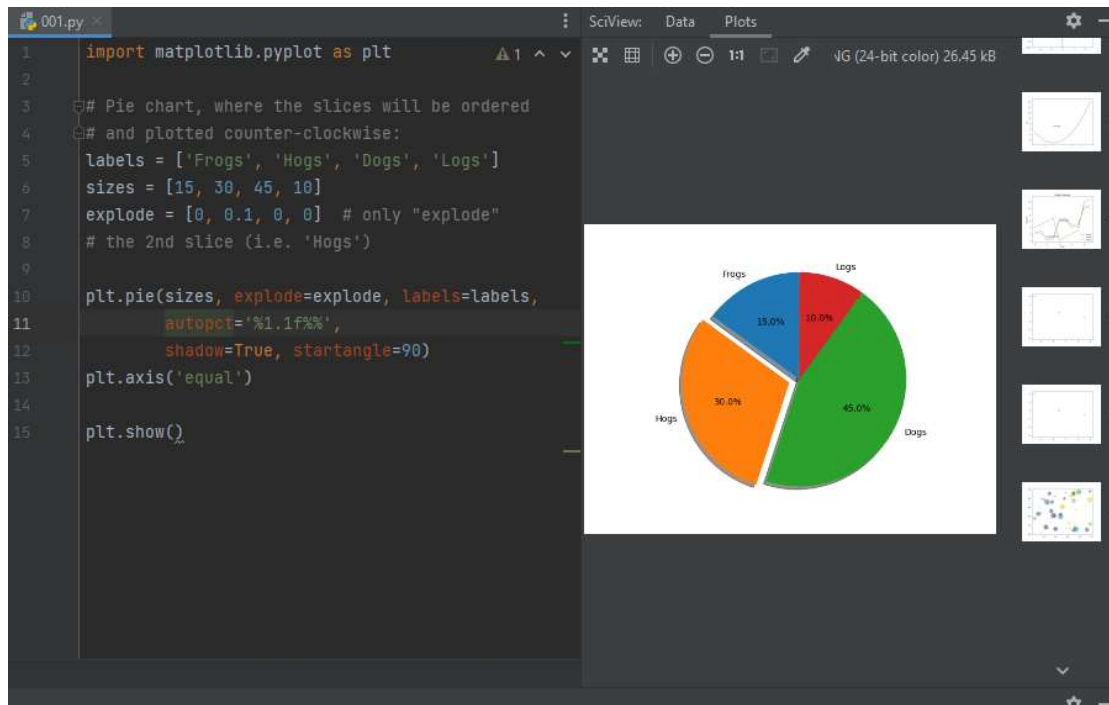 001.py
SciView: Data Plots
1 import matplotlib.pyplot as plt
1
2
1:1
NG (24-bit color) 26.45 kB
3 # Pie chart, where the slices will be ordered
4 # and plotted counter-clockwise:
5 labels = ['Frogs', 'Hogs', 'Dogs', 'Logs']
6 sizes = [15, 30, 45, 10]
7 explode = [0, 0.1, 0, 0]  # only "explode"
8 # the 2nd slice (i.e. 'Hogs')
9
10 plt.pie(sizes, explode=explode, labels=labels,
11 autopct='%1.1f%%',
12 shadow=True, startangle=90)
13 plt.axis('equal')
14
15 plt.show()
Frogs
Logs
15.0%
10.0%
30.0%
45.0%
Hogs
Dogs